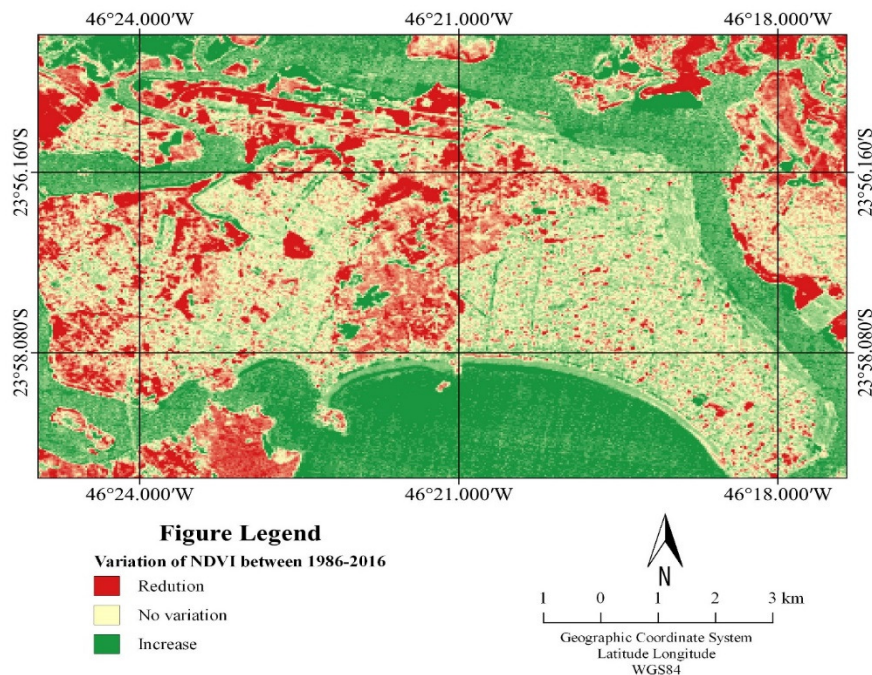 46°24.000′W 46°21.000′W 46°18.000′W
23°56.160′S 23°56.160′S
23°58.080′S 23°58.080′S
46°24.000′W 46°21.000′W 46°18.000′W
Figure Legend
Variation of NDVI between 1986-2016
Redution
No variation
Increase
N
1 0 1 2 3 km
Geographic Coordinate System
Latitude Longitude
WGS84